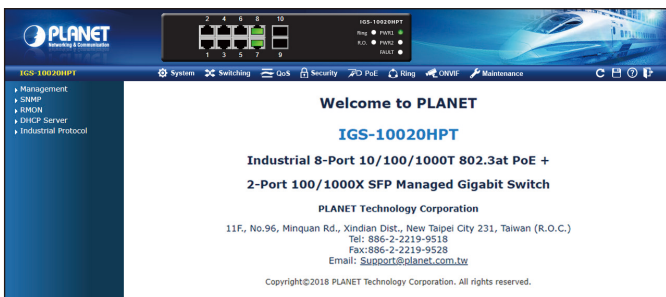 PLANET
Networking & Communication
2 4 6 8 10
1 3 5 7 9
IGS-10020HPT
Ring PWR1
R.O. PWR2
FAULT
IGS-10020HPT
System Switching QoS Security PoE Ring ONVIF Maintenance
Management
SNMP
RMON
DHCP Server
Industrial Protocol
Welcome to PLANET
IGS-10020HPT
Industrial 8-Port 10/100/1000T 802.3at PoE +
2-Port 100/1000X SFP Managed Gigabit Switch
PLANET Technology Corporation
11F., No.96, Minquan Rd., Xindian Dist., New Taipei City 231, Taiwan (R.O.C.)
Tel: 886-2-2219-9518
Fax:886-2-2219-9528
Email: Support@planet.com.tw
Copyright©2018 PLANET Technology Corporation. All rights reserved.